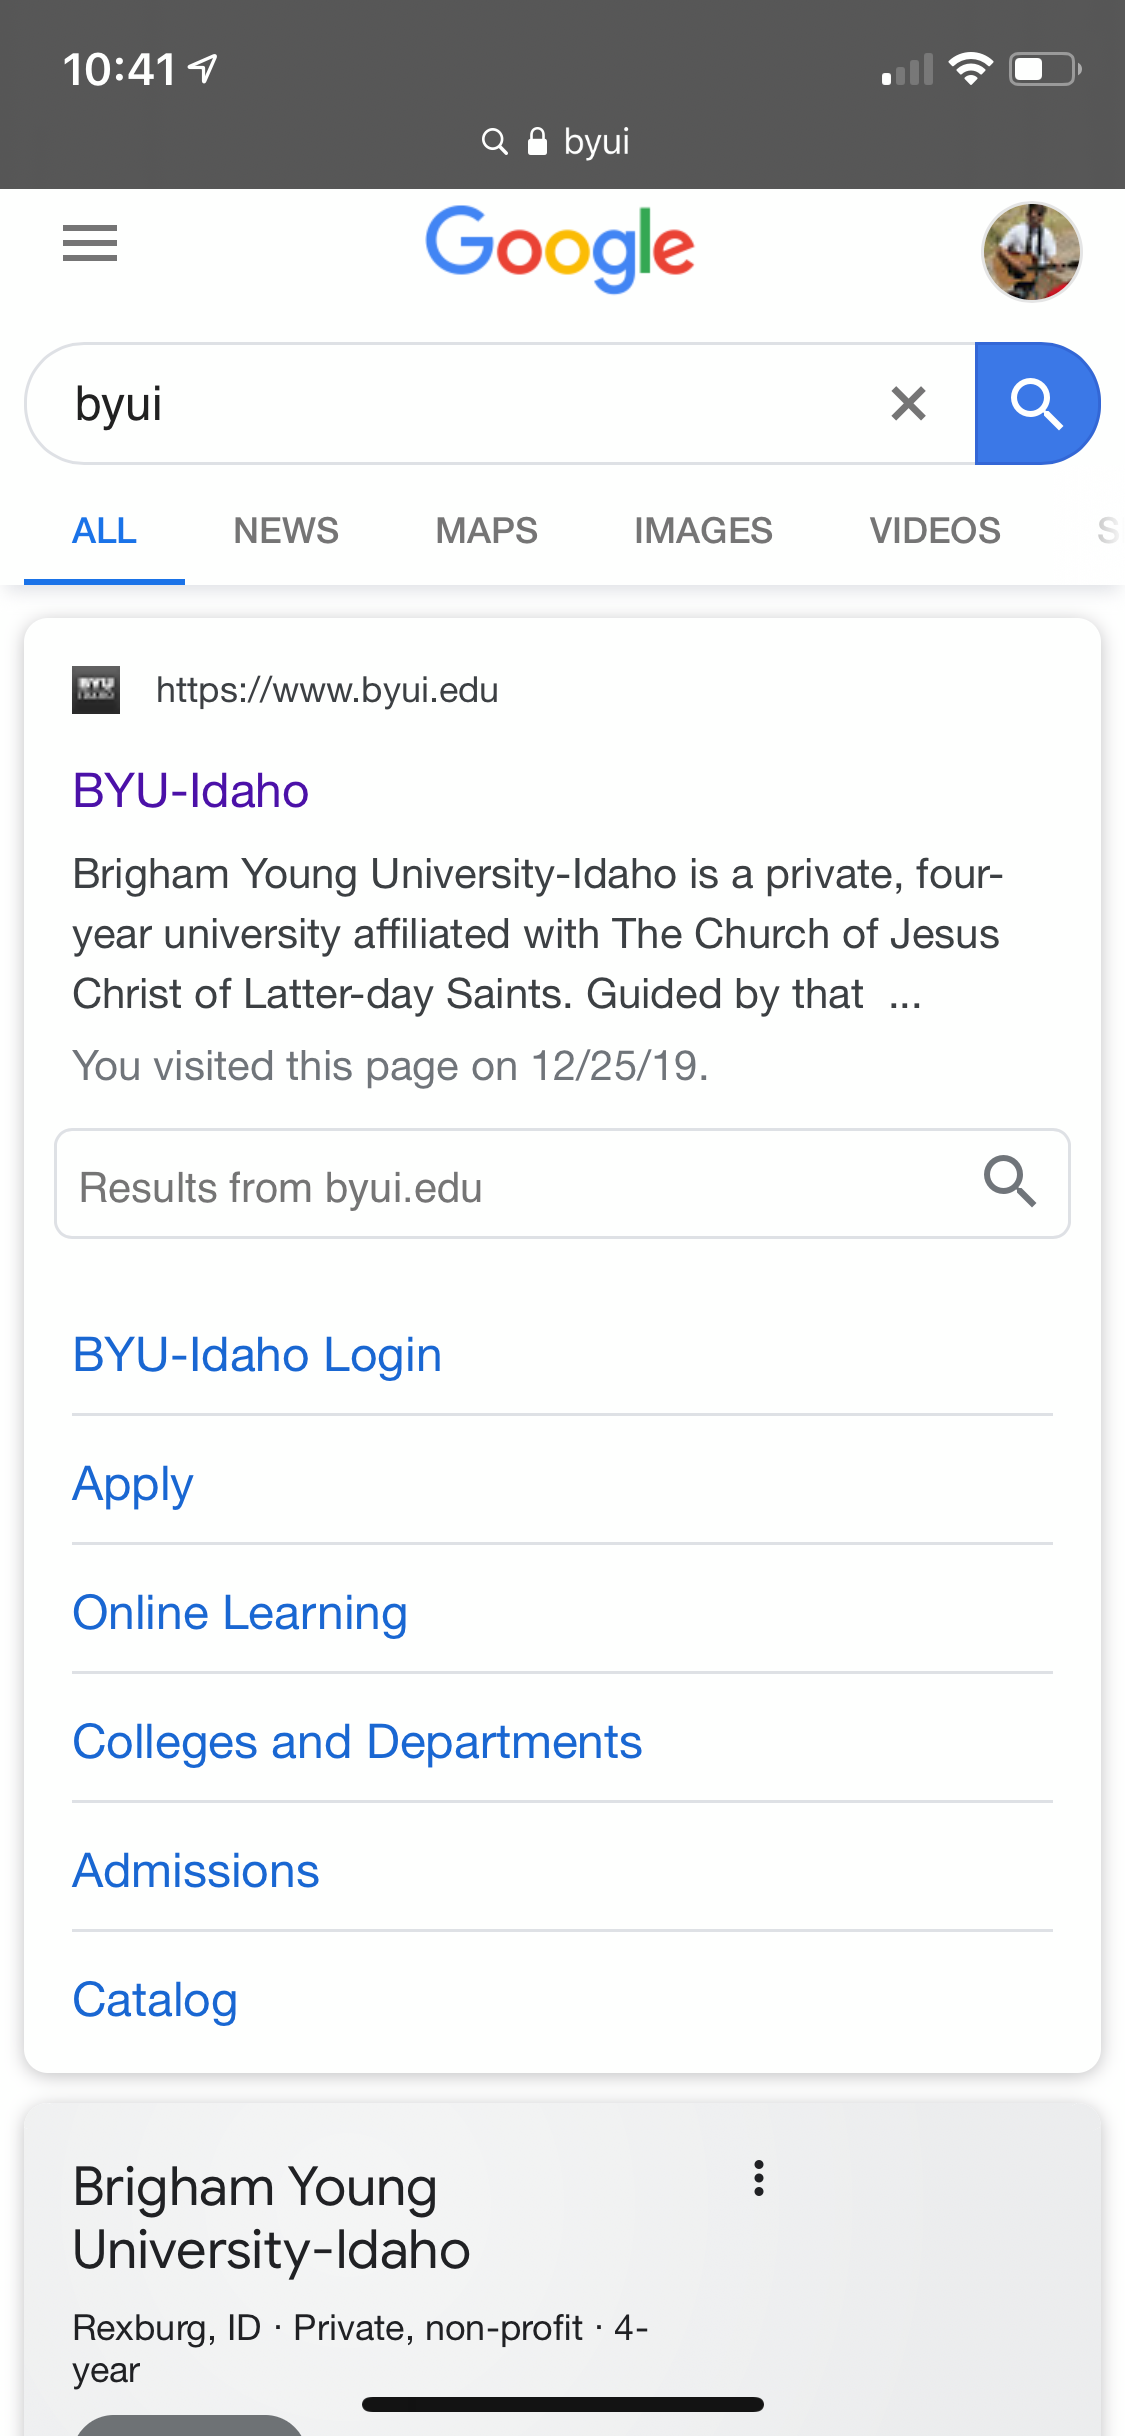 10:41
byui
Google
byui
ALL NEWS MAPS IMAGES VIDEOS S
BYU
https://www.byui.edu
BYU-Idaho
Brigham Young University-Idaho is a private, four-
year university affiliated with The Church of Jesus
Christ of Latter-day Saints. Guided by that ...
You visited this page on 12/25/19.
Results from byui.edu
BYU-Idaho Login
Apply
Online Learning
Colleges and Departments
Admissions
Catalog
Brigham Young
University-Idaho
Rexburg, ID · Private, non-profit · 4-
year